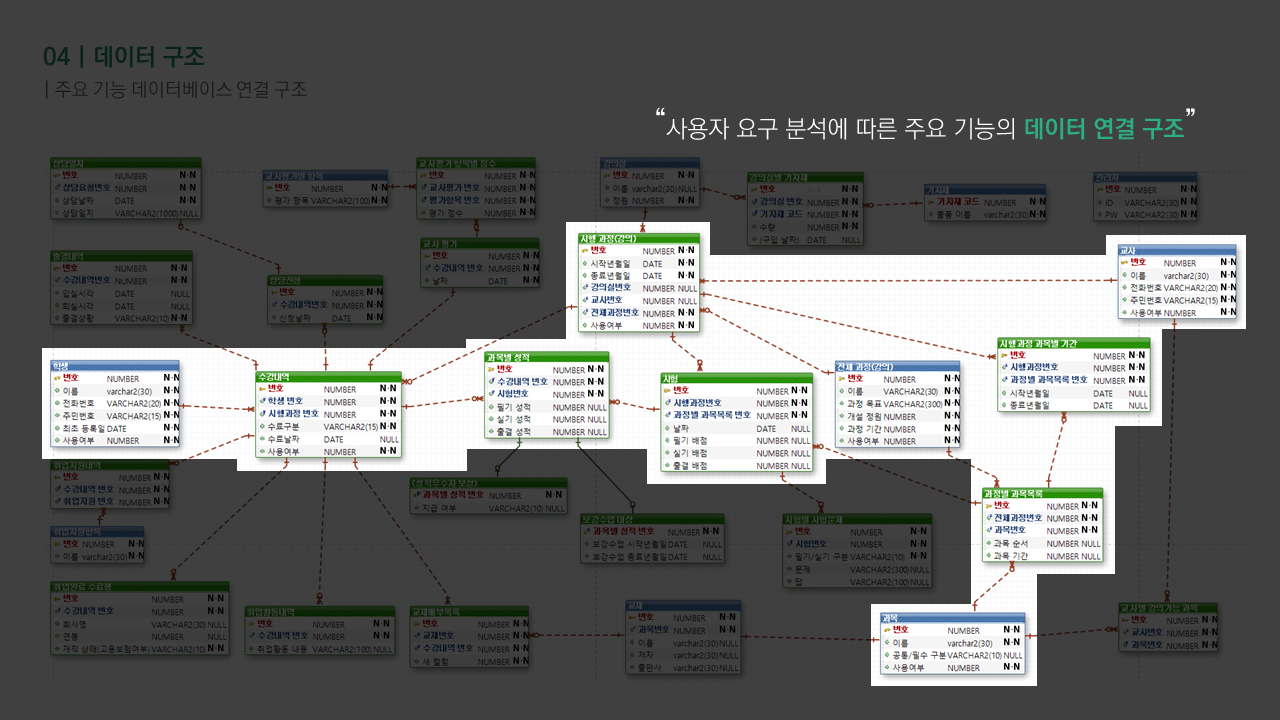 04 | 데이터 구조
| 주요 기능 데이터베이스 연결 구조
“사용자 요구 분석에 따른 주요 기능의 데이터 연결 구조”
상담일지
번호 NUMBER N·N
상담요청번호 NUMBER N·N
상담날짜 DATE N·N
상담일지 VARCHAR2(1000) NULL
교사평가별 항목
번호 NUMBER N·N
평가 항목 VARCHAR2(100) N·N
교사평가 항목별 점수
번호 NUMBER N·N
교사평가 번호 NUMBER N·N
평가항목 번호 NUMBER N·N
평가 점수 NUMBER N·N
강의실
번호 NUMBER N·N
이름 varchar2(30) NULL
정원 NUMBER N·N
강의실별 기자재
번호 N·N
강의실 번호 NUMBER N·N
기자재 코드 NUMBER N·N
수량 NUMBER N·N
(구입 날짜) DATE NULL
기자재
기자재 코드 NUMBER N·N
물품 이름 varchar2(30) N·N
관리자
번호 NUMBER N·N
ID VARCHAR2(30) N·N
PW VARCHAR2(30) N·N
출결내역
번호 NUMBER N·N
수강내역번호 NUMBER N·N
입실시각 DATE NULL
퇴실시각 DATE NULL
출결상황 VARCHAR2(10) N·N
상담신청
번호 NUMBER N·N
수강내역번호 NUMBER N·N
신청날짜 DATE N·N
교사 평가
번호 NUMBER N·N
수강내역 번호 NUMBER N·N
날짜 DATE N·N
시행 과정(강의)
번호 NUMBER N·N
시작년월일 DATE N·N
종료년월일 DATE N·N
강의실번호 NUMBER NULL
교사번호 NUMBER N·N
전체과정번호 NUMBER N·N
사용여부 NUMBER N·N
교사
번호 NUMBER N·N
이름 varchar2(30) N·N
전화번호 VARCHAR2(20) N·N
주민번호 VARCHAR2(15) N·N
사용여부 NUMBER N·N
학생
번호 NUMBER N·N
이름 varchar2(30) N·N
전화번호 VARCHAR2(20) N·N
주민번호 VARCHAR2(15) N·N
최초 등록일 DATE N·N
사용여부 NUMBER N·N
수강내역
번호 NUMBER N·N
학생 번호 NUMBER N·N
시행과정 번호 NUMBER N·N
수료구분 VARCHAR2(15) N·N
수료날짜 DATE NULL
사용여부 NUMBER N·N
과목별 성적
번호 NUMBER N·N
수강내역 번호 NUMBER N·N
시험번호 NUMBER N·N
필기 성적 NUMBER NULL
실기 성적 NUMBER NULL
출결 성적 NUMBER NULL
시험
번호 NUMBER N·N
시행과정번호 NUMBER N·N
과정별 과목목록 번호 NUMBER N·N
날짜 DATE NULL
필기 배점 NUMBER NULL
실기 배점 NUMBER NULL
출결 배점 NUMBER NULL
전체 과정(강의)
번호 NUMBER N·N
이름 VARCHAR2(30) N·N
과정 목표 VARCHAR2(300) N·N
개설 정원 NUMBER N·N
과정 기간 NUMBER N·N
사용여부 NUMBER N·N
시행과정 과목별 기간
번호 NUMBER N·N
시행과정번호 NUMBER N·N
과정별 과목목록 번호 NUMBER N·N
시작년월일 DATE NULL
종료년월일 DATE NULL
취업지원내역
번호 NUMBER N·N
수강내역 번호 NUMBER N·N
취업지원 번호 NUMBER N·N
(성적우수자 보상)
과목별 성적 번호 NUMBER N·N
지급 여부 VARCHAR2(10) NULL
보강수업 대상
과목별 성적 번호 NUMBER N·N
보강수업 시작년월일 DATE NULL
보강수업 종료년월일 DATE NULL
시험별 시험문제
번호 NUMBER N·N
시험번호 NUMBER N·N
필기/실기 구분 VARCHAR2(10) N·N
문제 VARCHAR2(300) NULL
답 VARCHAR2(100) NULL
과정별 과목목록
번호 NUMBER N·N
전체과정번호 NUMBER N·N
과목번호 NUMBER N·N
과목 순서 NUMBER NULL
과목 기간 NUMBER NULL
취업지원항목
번호 NUMBER N·N
이름 varchar2(30) N·N
취업완료 수료생
번호 NUMBER N·N
수강내역 번호 NUMBER N·N
회사명 VARCHAR2(30) NULL
연봉 NUMBER NULL
재직 상태(고용보험여부) VARCHAR2(10) N·N
취업활동내역
번호 NUMBER N·N
수강내역 번호 NUMBER N·N
취업활동 내용 VARCHAR2(100) NULL
교재배부목록
번호 NUMBER N·N
교재번호 NUMBER N·N
수강내역 번호 NUMBER N·N
새 컬럼 NUMBER N·N
교재
번호 NUMBER N·N
과목번호 NUMBER N·N
이름 varchar2(30) NULL
저자 varchar2(30) NULL
출판사 varchar2(30) NULL
과목
번호 NUMBER N·N
이름 varchar2(30) N·N
공통/필수 구분 VARCHAR2(10) NULL
사용여부 NUMBER N·N
교사별 강의가능 과목
번호 NUMBER N·N
교사번호 NUMBER N·N
과목번호 NUMBER N·N